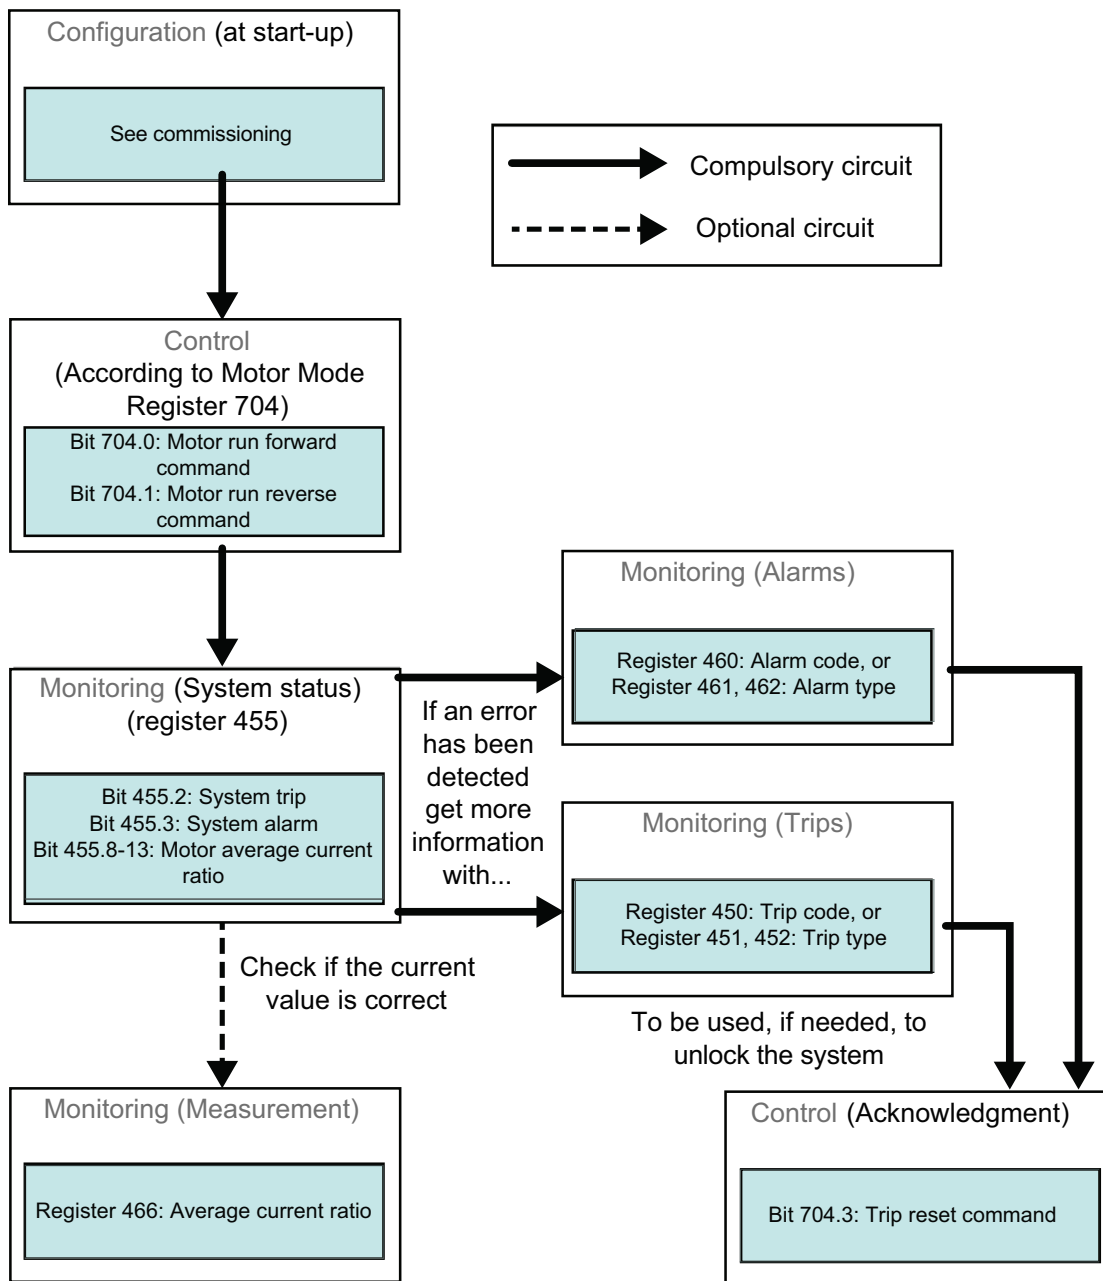 Configuration (at start-up)
See commissioning
Compulsory circuit
Optional circuit
Control
(According to Motor Mode
Register 704)
Bit 704.0: Motor run forward
command
Bit 704.1: Motor run reverse
command
Monitoring (System status)
(register 455)
Bit 455.2: System trip
Bit 455.3: System alarm
Bit 455.8-13: Motor average current
ratio
If an error
has been
detected
get more
information
with...
Monitoring (Alarms)
Register 460: Alarm code, or
Register 461, 462: Alarm type
Monitoring (Trips)
Register 450: Trip code, or
Register 451, 452: Trip type
Check if the current
value is correct
To be used, if needed, to
unlock the system
Monitoring (Measurement)
Register 466: Average current ratio
Control (Acknowledgment)
Bit 704.3: Trip reset command